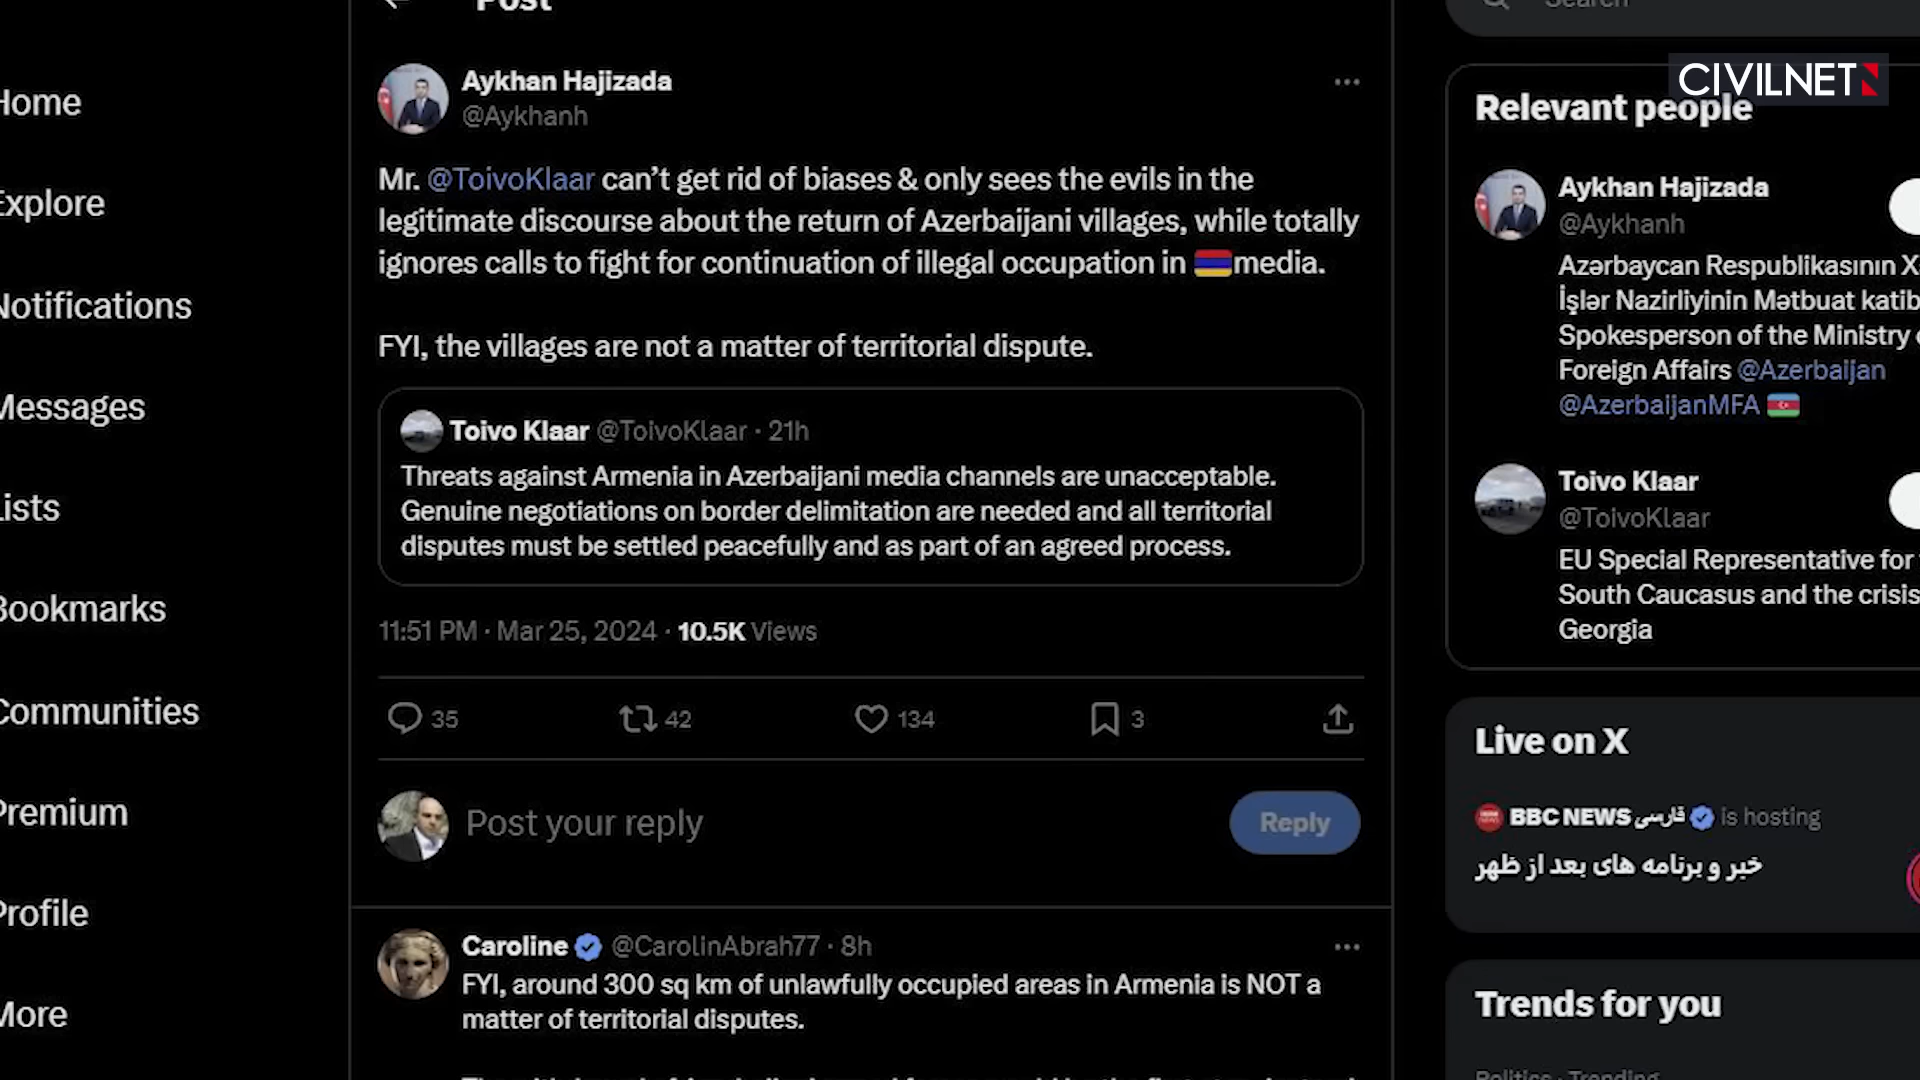 Post
Search
CIVILNET
Home
Explore
Notifications
Messages
Lists
Bookmarks
Communities
Premium
Profile
More
Aykhan Hajizada
@Aykhanh
Mr. @ToivoKlaar can’t get rid of biases & only sees the evils in the
legitimate discourse about the return of Azerbaijani villages, while totally
ignores calls to fight for continuation of illegal occupation in 🇦🇲media.
FYI, the villages are not a matter of territorial dispute.
Toivo Klaar @ToivoKlaar · 21h
Threats against Armenia in Azerbaijani media channels are unacceptable.
Genuine negotiations on border delimitation are needed and all territorial
disputes must be settled peacefully and as part of an agreed process.
11:51 PM · Mar 25, 2024 · 10.5K Views
35 42 134 3
Post your reply
Reply
Caroline @CarolinAbrah77 · 8h
FYI, around 300 sq km of unlawfully occupied areas in Armenia is NOT a
matter of territorial disputes.
Relevant people
Aykhan Hajizada
@Aykhanh
Azərbaycan Respublikasının X
İşlər Nazirliyinin Mətbuat katib
Spokesperson of the Ministry
Foreign Affairs @Azerbaijan
@AzerbaijanMFA 🇦🇿
Toivo Klaar
@ToivoKlaar
EU Special Representative for
South Caucasus and the crisis
Georgia
Live on X
BBC NEWS فارسی is hosting
خبر و برنامه های بعد از ظهر
Trends for you
Politics · Trending